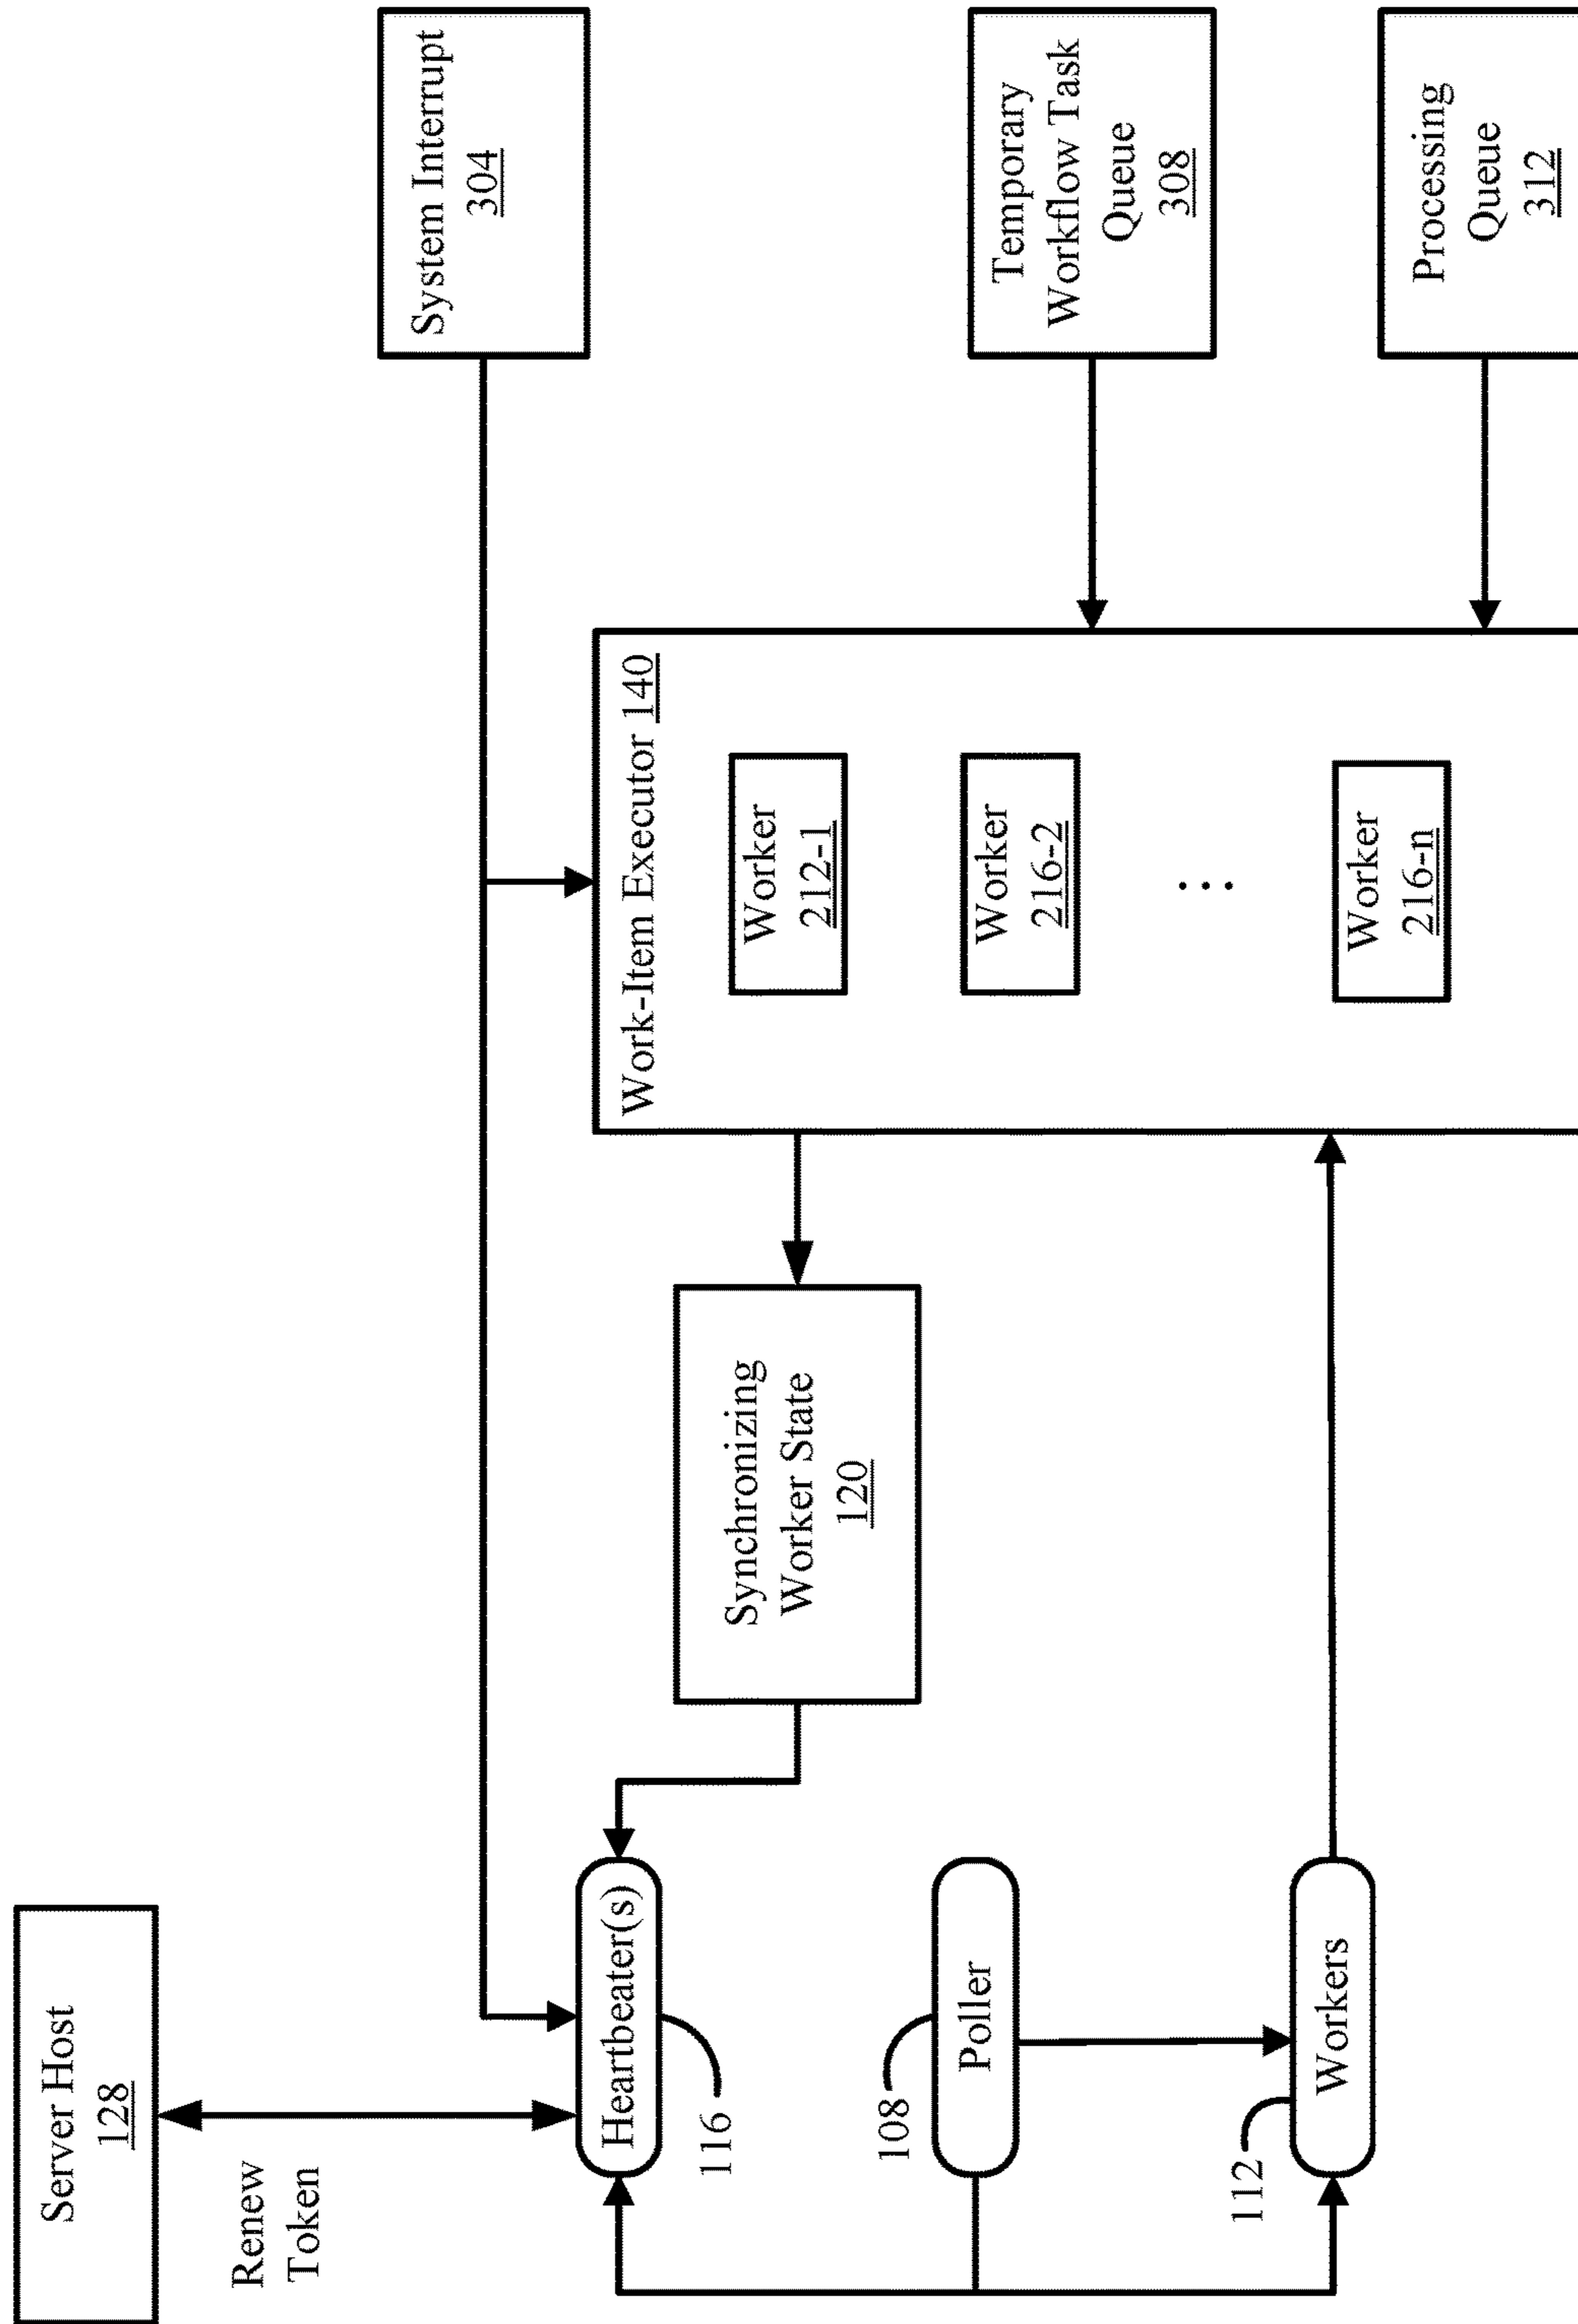 Server Host
128
Renew
Token
System Interrupt
304
Heartbeater(s)
116
Synchronizing
Worker State
120
Work-Item Executor 140
Worker
212-1
Worker
216-2
...
Worker
216-n
Temporary
Workflow Task
Queue
308
108
Poller
112
Workers
Processing
Queue
312